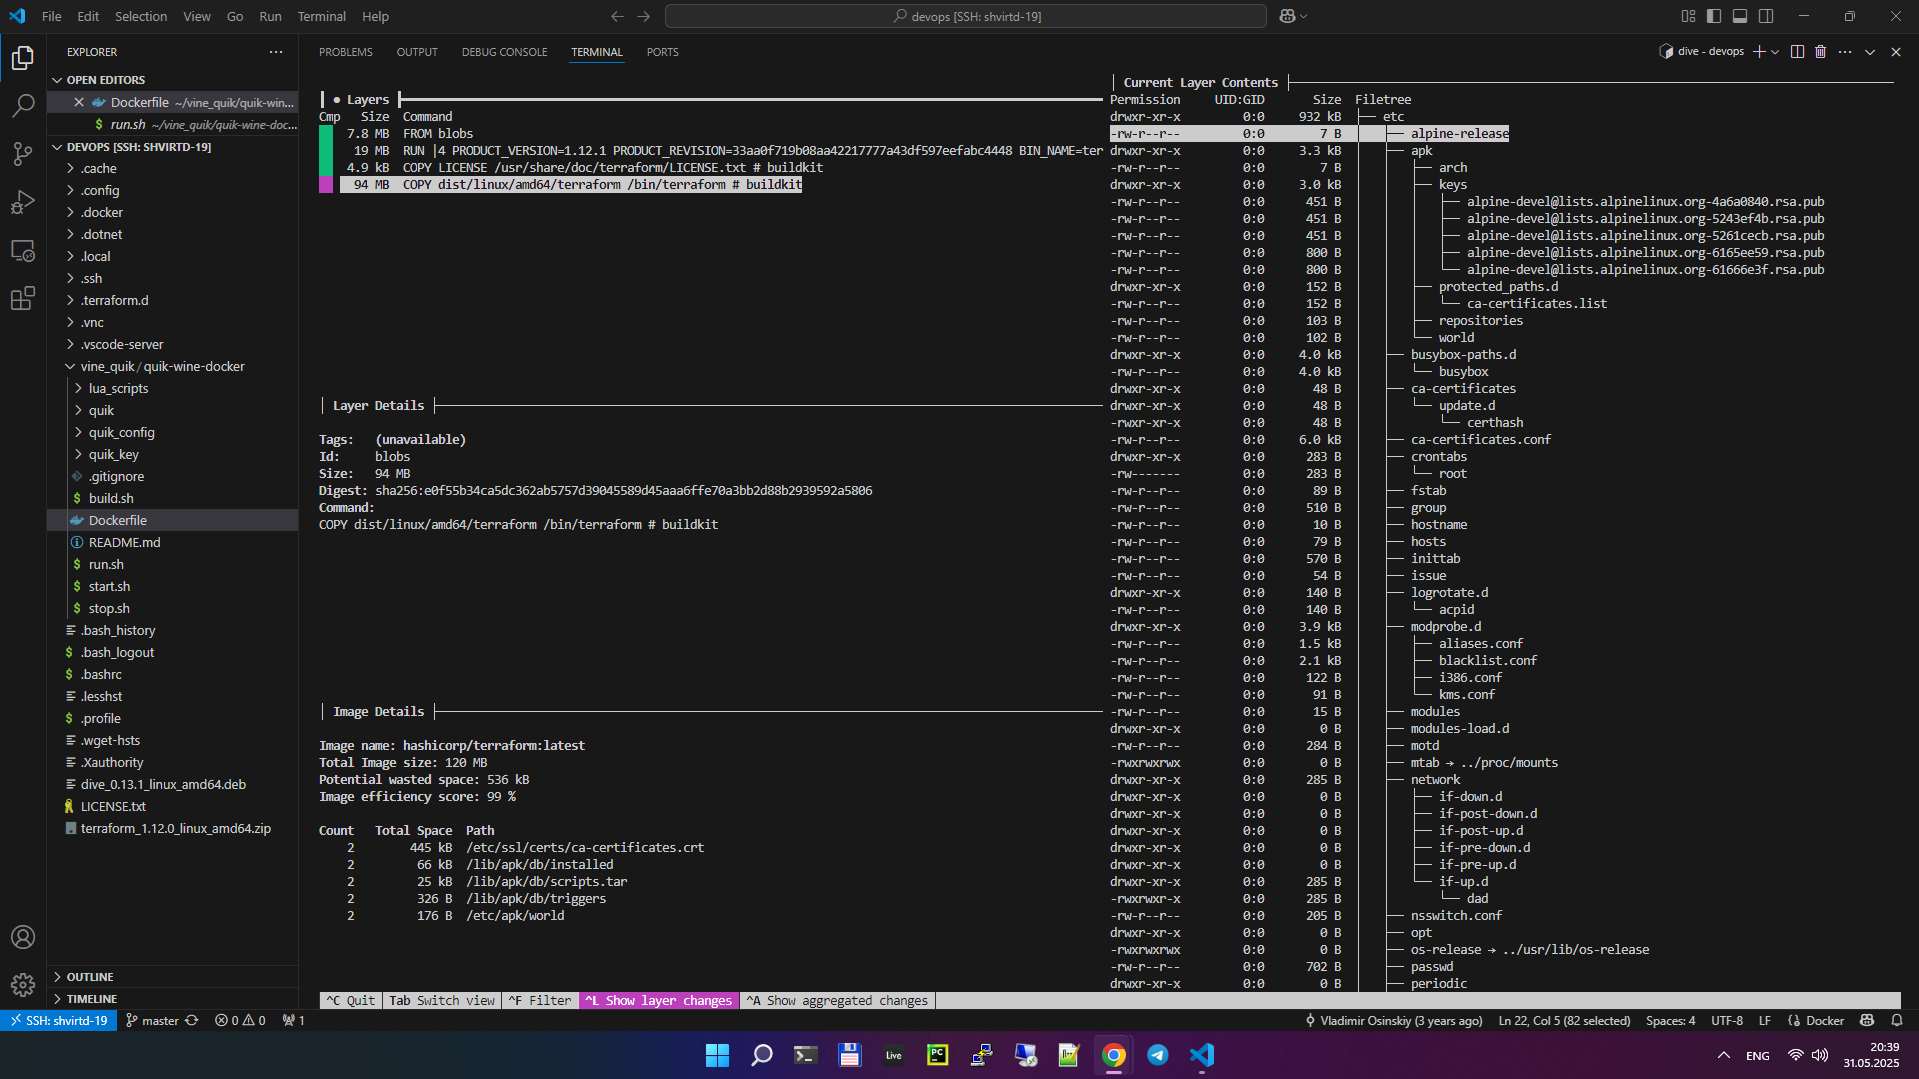 File Edit Selection View Go Run Terminal Help
devops [SSH: shvirtd-19]
EXPLORER
OPEN EDITORS
Dockerfile ~/vine_quik/quik-win...
$ run.sh ~/vine_quik/quik-wine-doc...
DEVOPS [SSH: SHVIRTD-19]
.cache
.config
.docker
.dotnet
.local
.ssh
.terraform.d
.vnc
.vscode-server
vine_quik / quik-wine-docker
lua_scripts
quik
quik_config
quik_key
.gitignore
$ build.sh
Dockerfile
README.md
$ run.sh
$ start.sh
$ stop.sh
.bash_history
$ .bash_logout
$ .bashrc
.lesshst
$ .profile
.wget-hsts
.Xauthority
dive_0.13.1_linux_amd64.deb
LICENSE.txt
terraform_1.12.0_linux_amd64.zip
OUTLINE
TIMELINE
PROBLEMS OUTPUT DEBUG CONSOLE TERMINAL PORTS
dive - devops
│ ● Layers ├
Cmp Size Command
7.8 MB FROM blobs
19 MB RUN |4 PRODUCT_VERSION=1.12.1 PRODUCT_REVISION=33aa0f719b08aa42217777a43df597eefabc4448 BIN_NAME=ter
4.9 kB COPY LICENSE /usr/share/doc/terraform/LICENSE.txt # buildkit
94 MB COPY dist/linux/amd64/terraform /bin/terraform # buildkit
│ Layer Details ├
Tags: (unavailable)
Id: blobs
Size: 94 MB
Digest: sha256:e0f55b34ca5dc362ab5757d39045589d45aaa6ffe70a3bb2d88b2939592a5806
Command:
COPY dist/linux/amd64/terraform /bin/terraform # buildkit
│ Image Details ├
Image name: hashicorp/terraform:latest
Total Image size: 120 MB
Potential wasted space: 536 kB
Image efficiency score: 99 %
Count Total Space Path
2 445 kB /etc/ssl/certs/ca-certificates.crt
2 66 kB /lib/apk/db/installed
2 25 kB /lib/apk/db/scripts.tar
2 326 B /lib/apk/db/triggers
2 176 B /etc/apk/world
│ Current Layer Contents ├
Permission UID:GID Size Filetree
drwxr-xr-x 0:0 932 kB ├── etc
-rw-r--r-- 0:0 7 B │ ├── alpine-release
drwxr-xr-x 0:0 3.3 kB │ ├── apk
-rw-r--r-- 0:0 7 B │ │ ├── arch
drwxr-xr-x 0:0 3.0 kB │ │ ├── keys
-rw-r--r-- 0:0 451 B │ │ │ ├── alpine-devel@lists.alpinelinux.org-4a6a0840.rsa.pub
-rw-r--r-- 0:0 451 B │ │ │ ├── alpine-devel@lists.alpinelinux.org-5243ef4b.rsa.pub
-rw-r--r-- 0:0 451 B │ │ │ ├── alpine-devel@lists.alpinelinux.org-5261cecb.rsa.pub
-rw-r--r-- 0:0 800 B │ │ │ ├── alpine-devel@lists.alpinelinux.org-6165ee59.rsa.pub
-rw-r--r-- 0:0 800 B │ │ │ └── alpine-devel@lists.alpinelinux.org-61666e3f.rsa.pub
drwxr-xr-x 0:0 152 B │ │ ├── protected_paths.d
-rw-r--r-- 0:0 152 B │ │ │ └── ca-certificates.list
-rw-r--r-- 0:0 103 B │ │ ├── repositories
-rw-r--r-- 0:0 102 B │ │ └── world
drwxr-xr-x 0:0 4.0 kB │ ├── busybox-paths.d
-rw-r--r-- 0:0 4.0 kB │ │ └── busybox
drwxr-xr-x 0:0 48 B │ ├── ca-certificates
drwxr-xr-x 0:0 48 B │ │ └── update.d
-rwxr-xr-x 0:0 48 B │ │ └── certhash
-rw-r--r-- 0:0 6.0 kB │ ├── ca-certificates.conf
drwxr-xr-x 0:0 283 B │ ├── crontabs
-rw------- 0:0 283 B │ │ └── root
-rw-r--r-- 0:0 89 B │ ├── fstab
-rw-r--r-- 0:0 510 B │ ├── group
-rw-r--r-- 0:0 10 B │ ├── hostname
-rw-r--r-- 0:0 79 B │ ├── hosts
-rw-r--r-- 0:0 570 B │ ├── inittab
-rw-r--r-- 0:0 54 B │ ├── issue
drwxr-xr-x 0:0 140 B │ ├── logrotate.d
-rw-r--r-- 0:0 140 B │ │ └── acpid
drwxr-xr-x 0:0 3.9 kB │ ├── modprobe.d
-rw-r--r-- 0:0 1.5 kB │ │ ├── aliases.conf
-rw-r--r-- 0:0 2.1 kB │ │ ├── blacklist.conf
-rw-r--r-- 0:0 122 B │ │ ├── i386.conf
-rw-r--r-- 0:0 91 B │ │ └── kms.conf
-rw-r--r-- 0:0 15 B │ ├── modules
drwxr-xr-x 0:0 0 B │ ├── modules-load.d
-rw-r--r-- 0:0 284 B │ ├── motd
-rwxrwxrwx 0:0 0 B │ ├── mtab → ../proc/mounts
drwxr-xr-x 0:0 285 B │ ├── network
drwxr-xr-x 0:0 0 B │ │ ├── if-down.d
drwxr-xr-x 0:0 0 B │ │ ├── if-post-down.d
drwxr-xr-x 0:0 0 B │ │ ├── if-post-up.d
drwxr-xr-x 0:0 0 B │ │ ├── if-pre-down.d
drwxr-xr-x 0:0 0 B │ │ ├── if-pre-up.d
drwxr-xr-x 0:0 285 B │ │ └── if-up.d
-rwxrwxr-x 0:0 285 B │ │ └── dad
-rw-r--r-- 0:0 205 B │ ├── nsswitch.conf
drwxr-xr-x 0:0 0 B │ ├── opt
-rwxrwxrwx 0:0 0 B │ ├── os-release → ../usr/lib/os-release
-rw-r--r-- 0:0 702 B │ ├── passwd
drwxr-xr-x 0:0 0 B │ ├── periodic
^C Quit Tab Switch view ^F Filter ^L Show layer changes ^A Show aggregated changes
SSH: shvirtd-19 master 0 0 1
Vladimir Osinskiy (3 years ago) Ln 22, Col 5 (82 selected) Spaces: 4 UTF-8 LF Docker
Live PC
ENG
20:39
31.05.2025